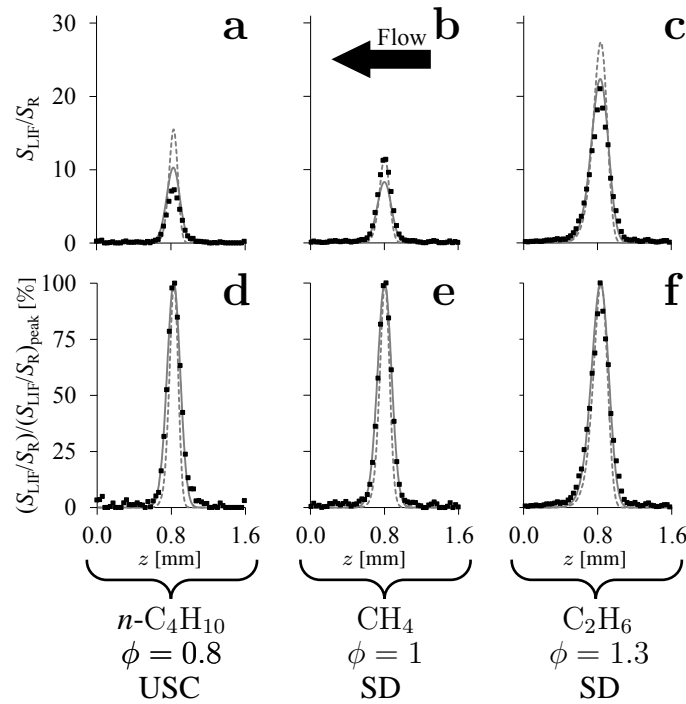 a
b
c
Flow
S_LIF/S_R
30
20
10
0
d
e
f
(S_LIF/S_R)/(S_LIF/S_R)_peak [%]
100
75
50
25
0
0.0 0.8 1.6 0.0 0.8 1.6 0.0 0.8 1.6
z [mm] z [mm] z [mm]
n-C₄H₁₀ CH₄ C₂H₆
ϕ = 0.8 ϕ = 1 ϕ = 1.3
USC SD SD